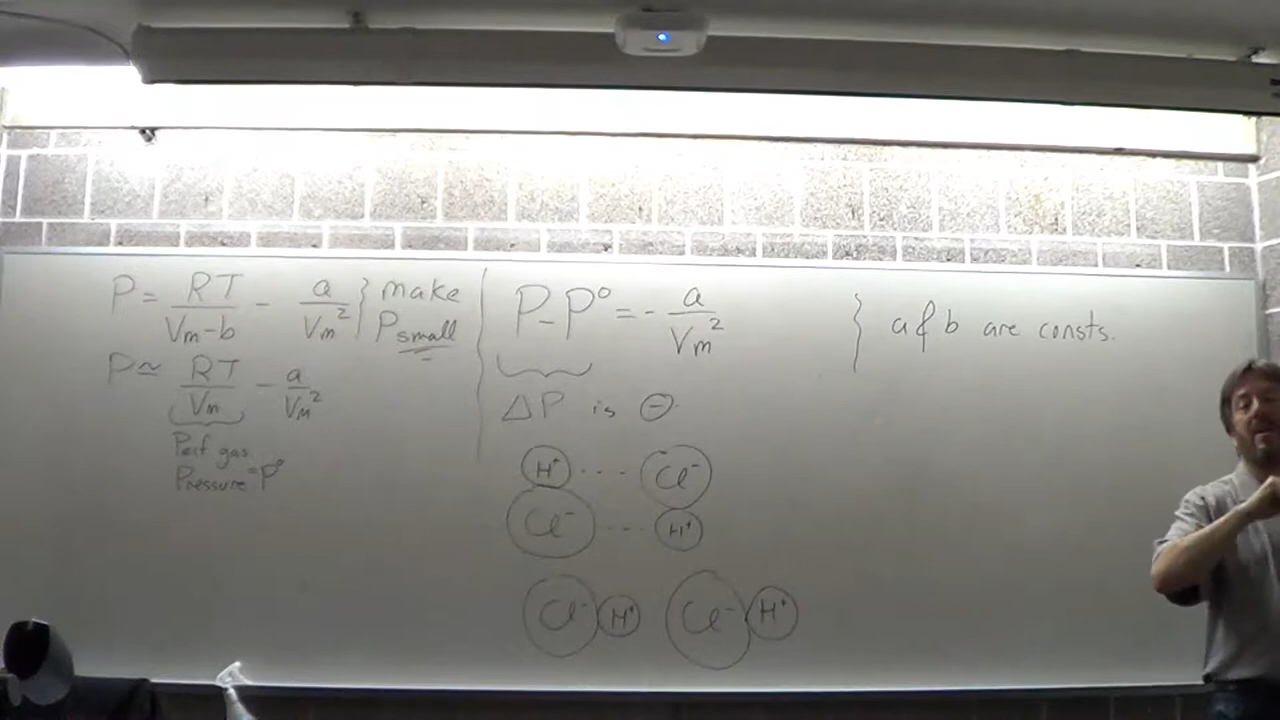 P = RT/(Vm-b) - a/Vm² } make P small
P ≃ RT/Vm - a/Vm²
Perf gas
Pressure = P°
P - P° = - a/Vm²
ΔP is ⊖
H⁺ · · · · Cl⁻
Cl⁻ · · · H⁺
Cl⁻ H⁺ Cl⁻ H⁺
} a & b are consts.